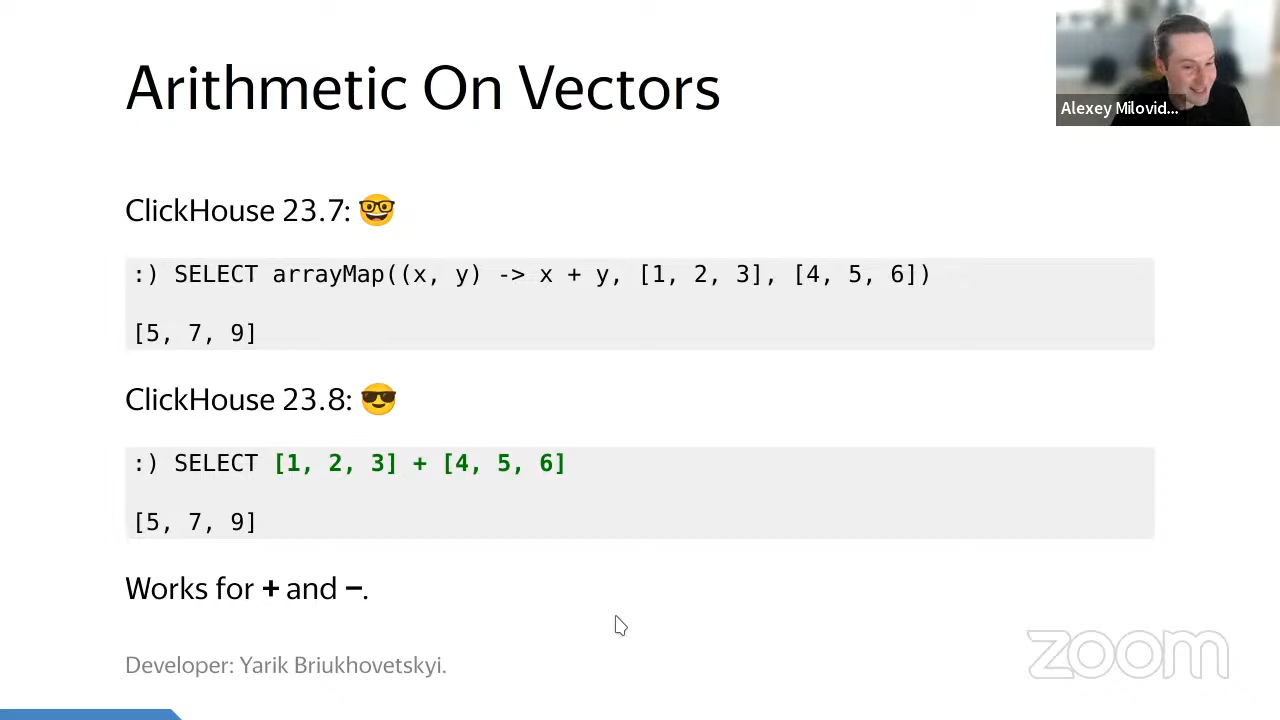 Arithmetic On Vectors
Alexey Milovid...
ClickHouse 23.7: 🤓
:) SELECT arrayMap((x, y) -> x + y, [1, 2, 3], [4, 5, 6])
[5, 7, 9]
ClickHouse 23.8: 😎
:) SELECT [1, 2, 3] + [4, 5, 6]
[5, 7, 9]
Works for + and −.
Developer: Yarik Briukhovetskyi.
zoom